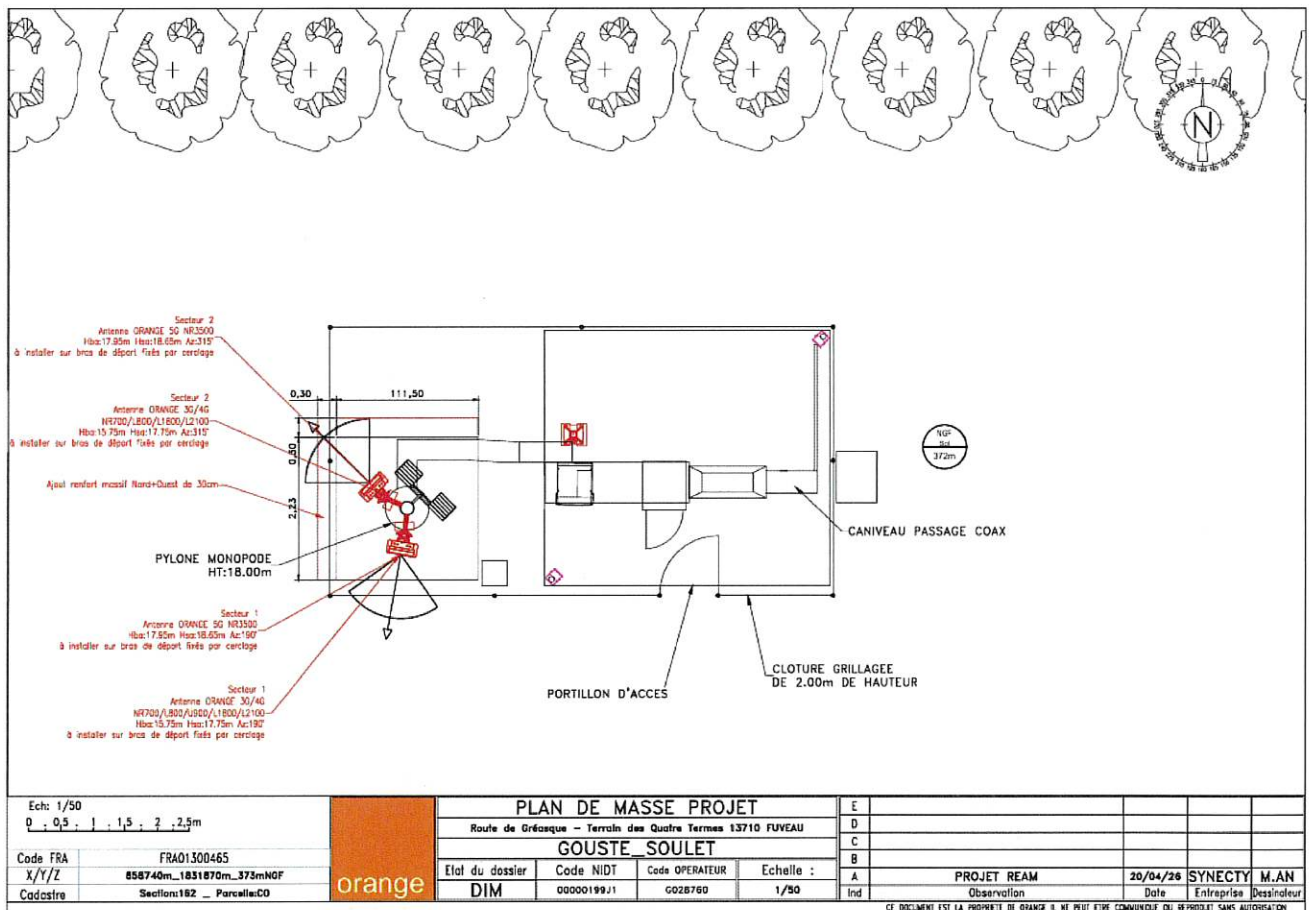 N
Secteur 2
Antenne ORANGE 5G NR3500
Hba:17.95m Hsa:18.65m Az:315°
à installer sur bras de départ fixés par cerclage
0,30
111,50
Secteur 2
Antenne ORANGE 3G/4G
NR700/L800/L1800/L2100
Hba:15.75m Hsa:17.75m Az:315°
à installer sur bras de départ fixés par cerclage
0,60
NGF
Sol
372m
Ajout renfort massif Nord+Ouest de 30cm
2,23
CANIVEAU PASSAGE COAX
PYLONE MONOPODE
HT:18.00m
Secteur 1
Antenne ORANGE 5G NR3500
Hba:17.95m Hsa:18.65m Az:190°
à installer sur bras de départ fixés par cerclage
CLOTURE GRILLAGEE
DE 2.00m DE HAUTEUR
PORTILLON D'ACCES
Secteur 1
Antenne ORANGE 3G/4G
NR700/L800/U900/L1800/L2100
Hba:15.75m Hsa:17.75m Az:190°
à installer sur bras de départ fixés par cerclage
Ech: 1/50
0 . 0,5 . 1 . 1,5 . 2 . 2,5m
Code FRA FRA01300465
X/Y/Z 858740m_1831870m_373mNGF
Cadastre Section:162 _ Parcelle:CO
orange
PLAN DE MASSE PROJET
Route de Gréasque - Terrain des Quatre Termes 13710 FUVEAU
GOUSTE_SOULET
Etat du dossier Code NIDT Code OPERATEUR Echelle :
DIM 00000199J1 G028760 1/50
E
D
C
B
A PROJET REAM 20/04/26 SYNECTY M.AN
Ind Observation Date Entreprise Dessinateur
CE DOCUMENT EST LA PROPRIETE DE ORANGE IL NE PEUT ETRE COMMUNIQUE OU REPRODUIT SANS AUTORISATION